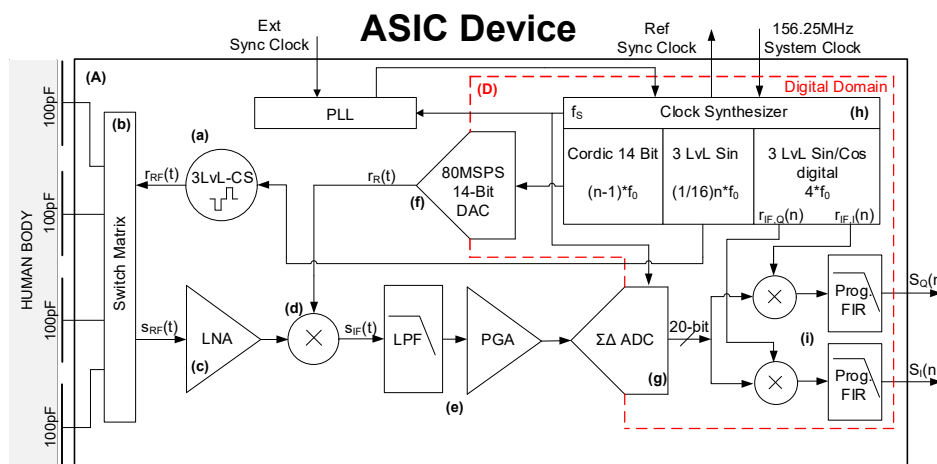 ASIC Device
Ext
Sync Clock
Ref
Sync Clock
156.25MHz
System Clock
(A)
(D)
Digital Domain
PLL
fS
Clock Synthesizer
(h)
Cordic 14 Bit
(n-1)*f0
3 LvL Sin
(1/16)n*f0
3 LvL Sin/Cos
digital
4*f0
rIF,Q(n)
rIF,I(n)
100pF
100pF
100pF
100pF
HUMAN BODY
(b)
Switch Matrix
(a)
3LvL-CS
rRF(t)
rR(t)
80MSPS
14-Bit
DAC
(f)
sRF(t)
LNA
(c)
(d)
sIF(t)
LPF
PGA
(e)
ΣΔ ADC
(g)
20-bit
Prog.
FIR
(i)
Prog.
FIR
SQ(n
SI(n